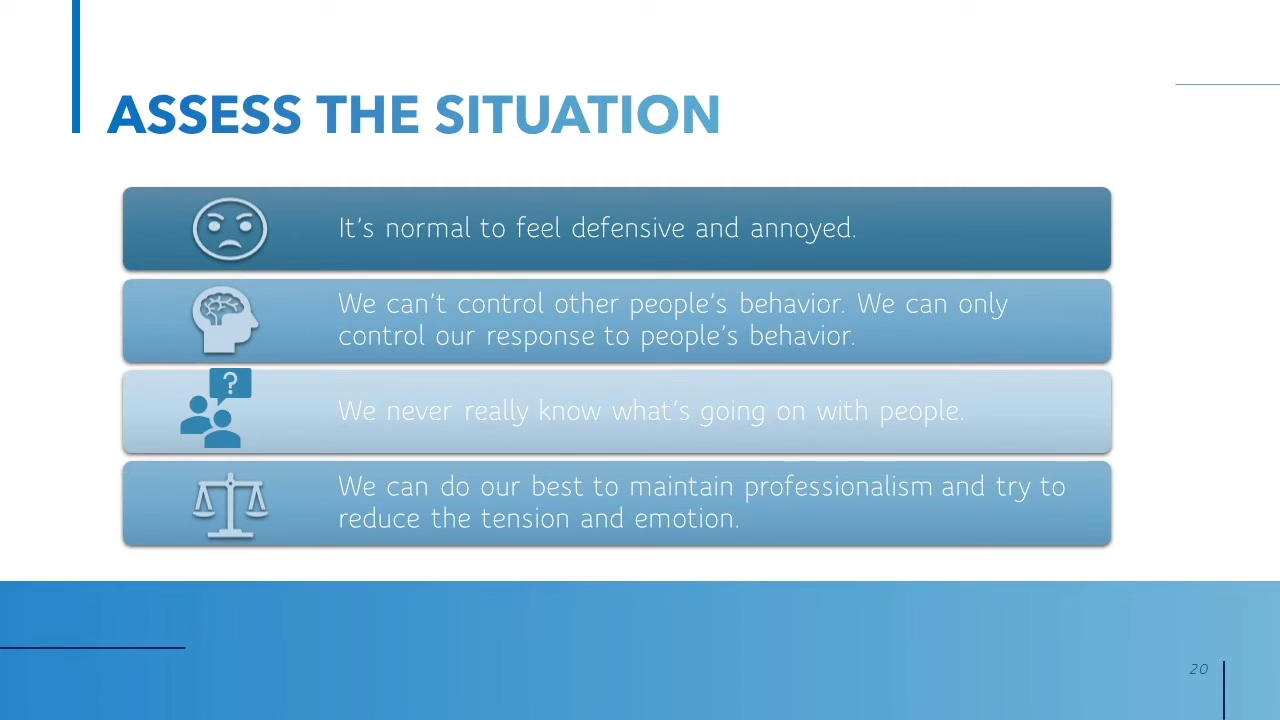 ASSESS THE SITUATION
It's normal to feel defensive and annoyed.
We can't control other people's behavior. We can only
control our response to people's behavior.
?
We never really know what's going on with people.
We can do our best to maintain professionalism and try to
reduce the tension and emotion.
20